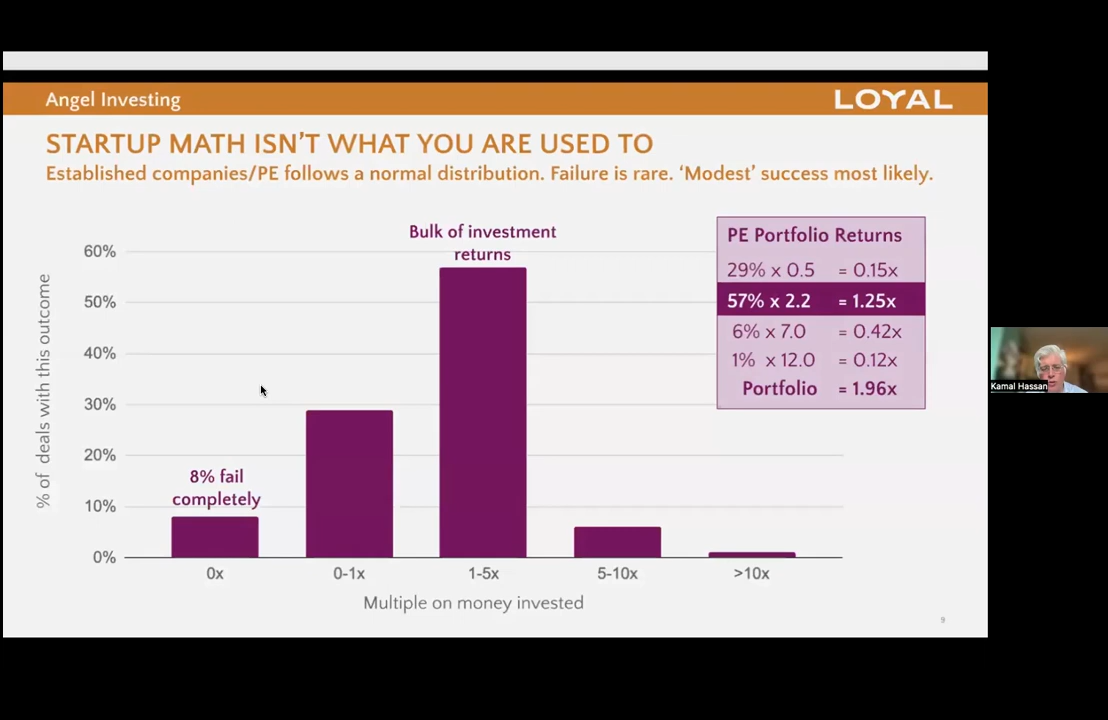 Angel Investing
LOYAL
STARTUP MATH ISN'T WHAT YOU ARE USED TO
Established companies/PE follows a normal distribution. Failure is rare. 'Modest' success most likely.
% of deals with this outcome
60%
50%
40%
30%
20%
10%
0%
8% fail
completely
Bulk of investment
returns
0x
0-1x
1-5x
5-10x
>10x
Multiple on money invested
PE Portfolio Returns
29% x 0.5 = 0.15x
57% x 2.2 = 1.25x
6% x 7.0 = 0.42x
1% x 12.0 = 0.12x
Portfolio = 1.96x
9
Kamal Hassan